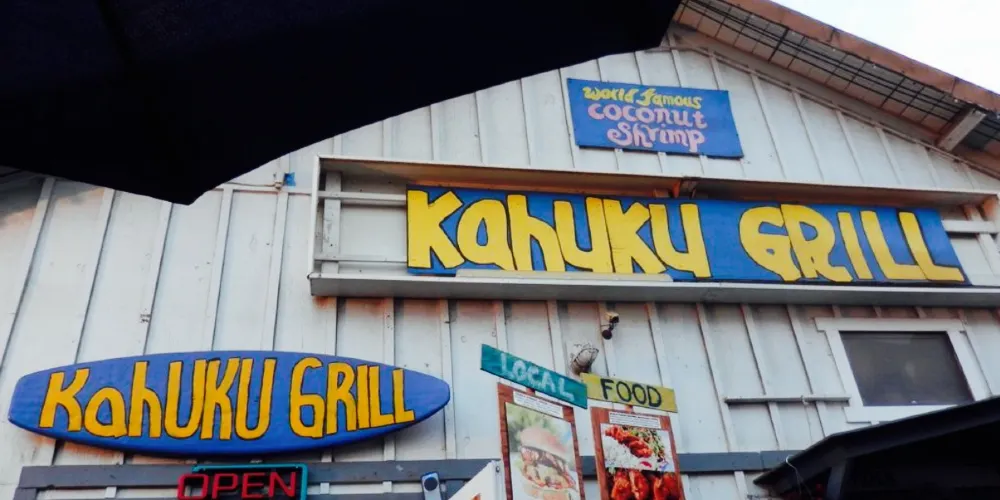 world famous
coconut
Shrimp
KahuKu GRiLL
KahuKu GRiLL
LOCAL
FOOD
OPEN